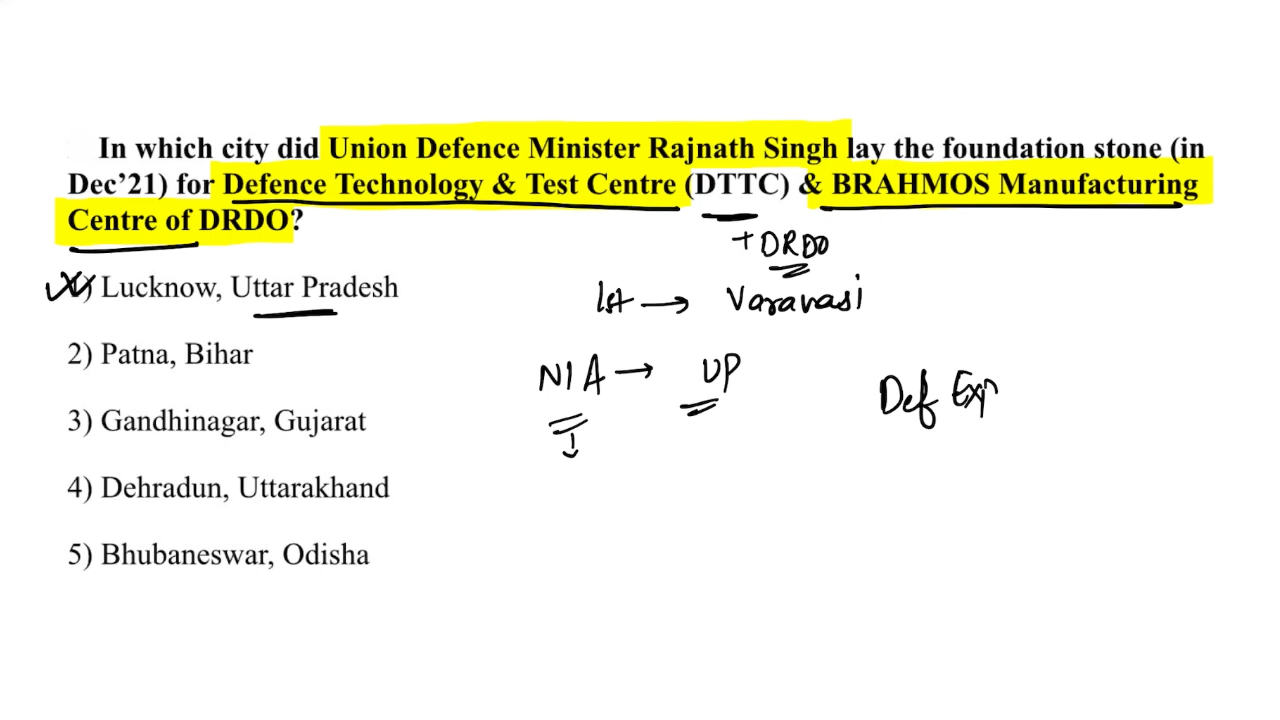 In which city did Union Defence Minister Rajnath Singh lay the foundation stone (in
Dec’21) for Defence Technology & Test Centre (DTTC) & BRAHMOS Manufacturing
Centre of DRDO?
+ DRDO
Lucknow, Uttar Pradesh
1st → Varanasi
2) Patna, Bihar
NIA → UP
Def Exp
3) Gandhinagar, Gujarat
4) Dehradun, Uttarakhand
5) Bhubaneswar, Odisha